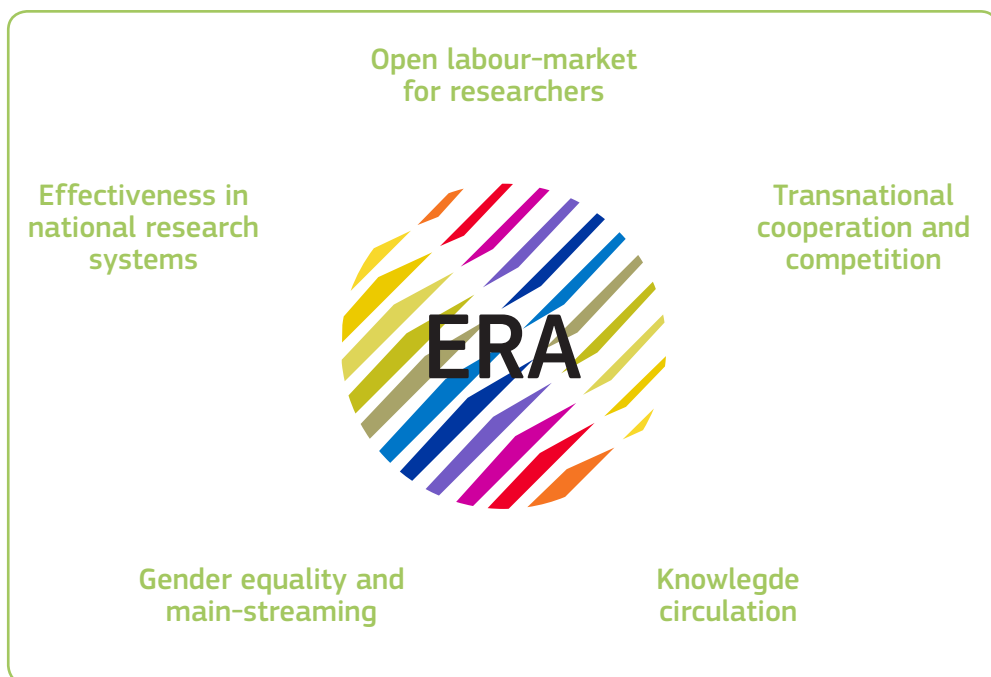 Open labour-market
for researchers
Effectiveness in
national research
systems
Transnational
cooperation and
competition
ERA
Gender equality and
main-streaming
Knowlegde
circulation